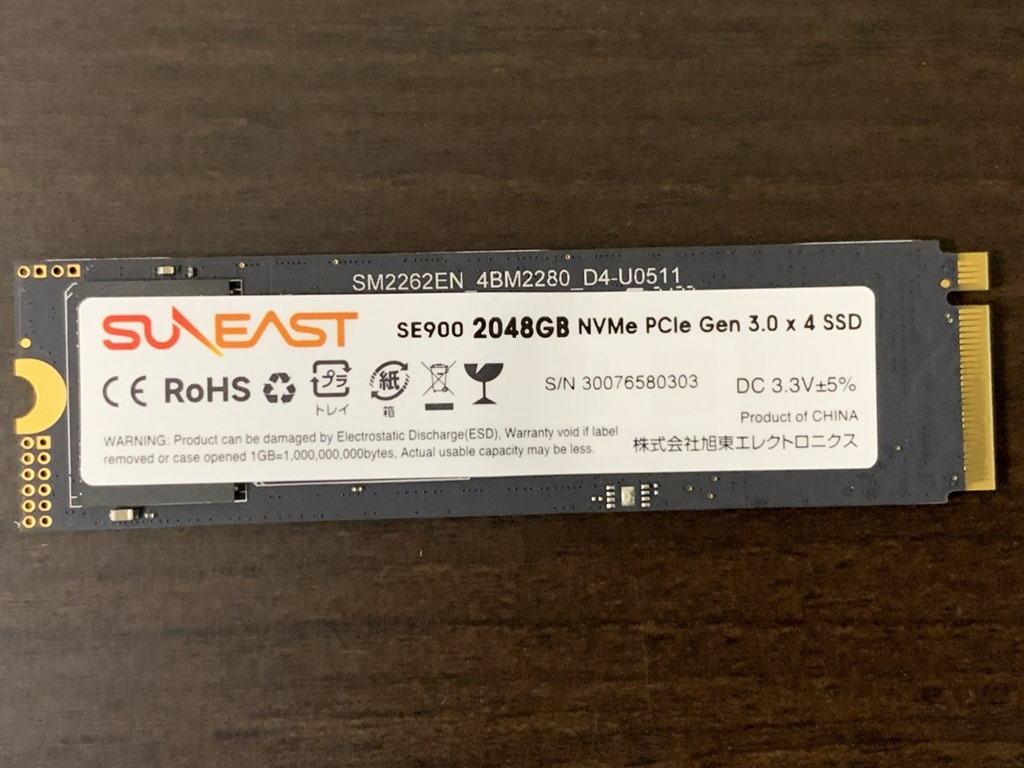 SM2262EN_4BM2280_D4-U0511
SUNEAST
SE900 2048GB NVMe PCIe Gen 3.0 x 4 SSD
CE RoHS プラ 紙 S/N 30076580303 DC 3.3V±5%
トレイ 箱
Product of CHINA
WARNING: Product can be damaged by Electrostatic Discharge(ESD), Warranty void if label
removed or case opened 1GB=1,000,000,000bytes, Actual usable capacity may be less.
株式会社旭東エレクトロニクス